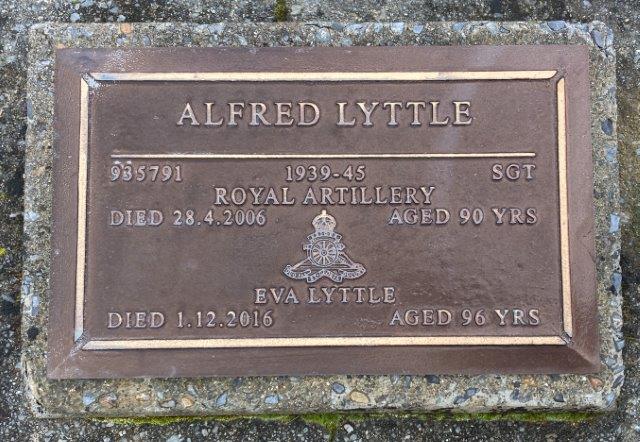 ALFRED LYTTLE
935791 1939-45 SGT
ROYAL ARTILLERY
DIED 28.4.2006 AGED 90 YRS
EVA LYTTLE
DIED 1.12.2016 AGED 96 YRS